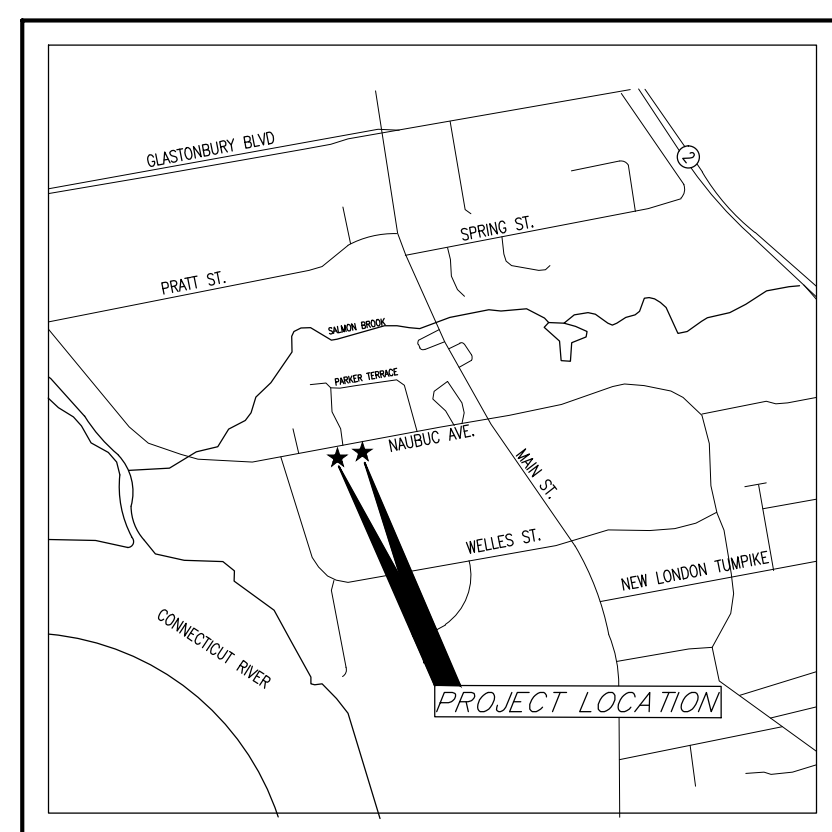 GLASTONBURY BLVD
2
SPRING ST.
PRATT ST.
SALMON BROOK
PARKER TERRACE
NAUBUC AVE.
MAIN ST.
WELLES ST.
NEW LONDON TUMPIKE
CONNECTICUT RIVER
PROJECT LOCATION